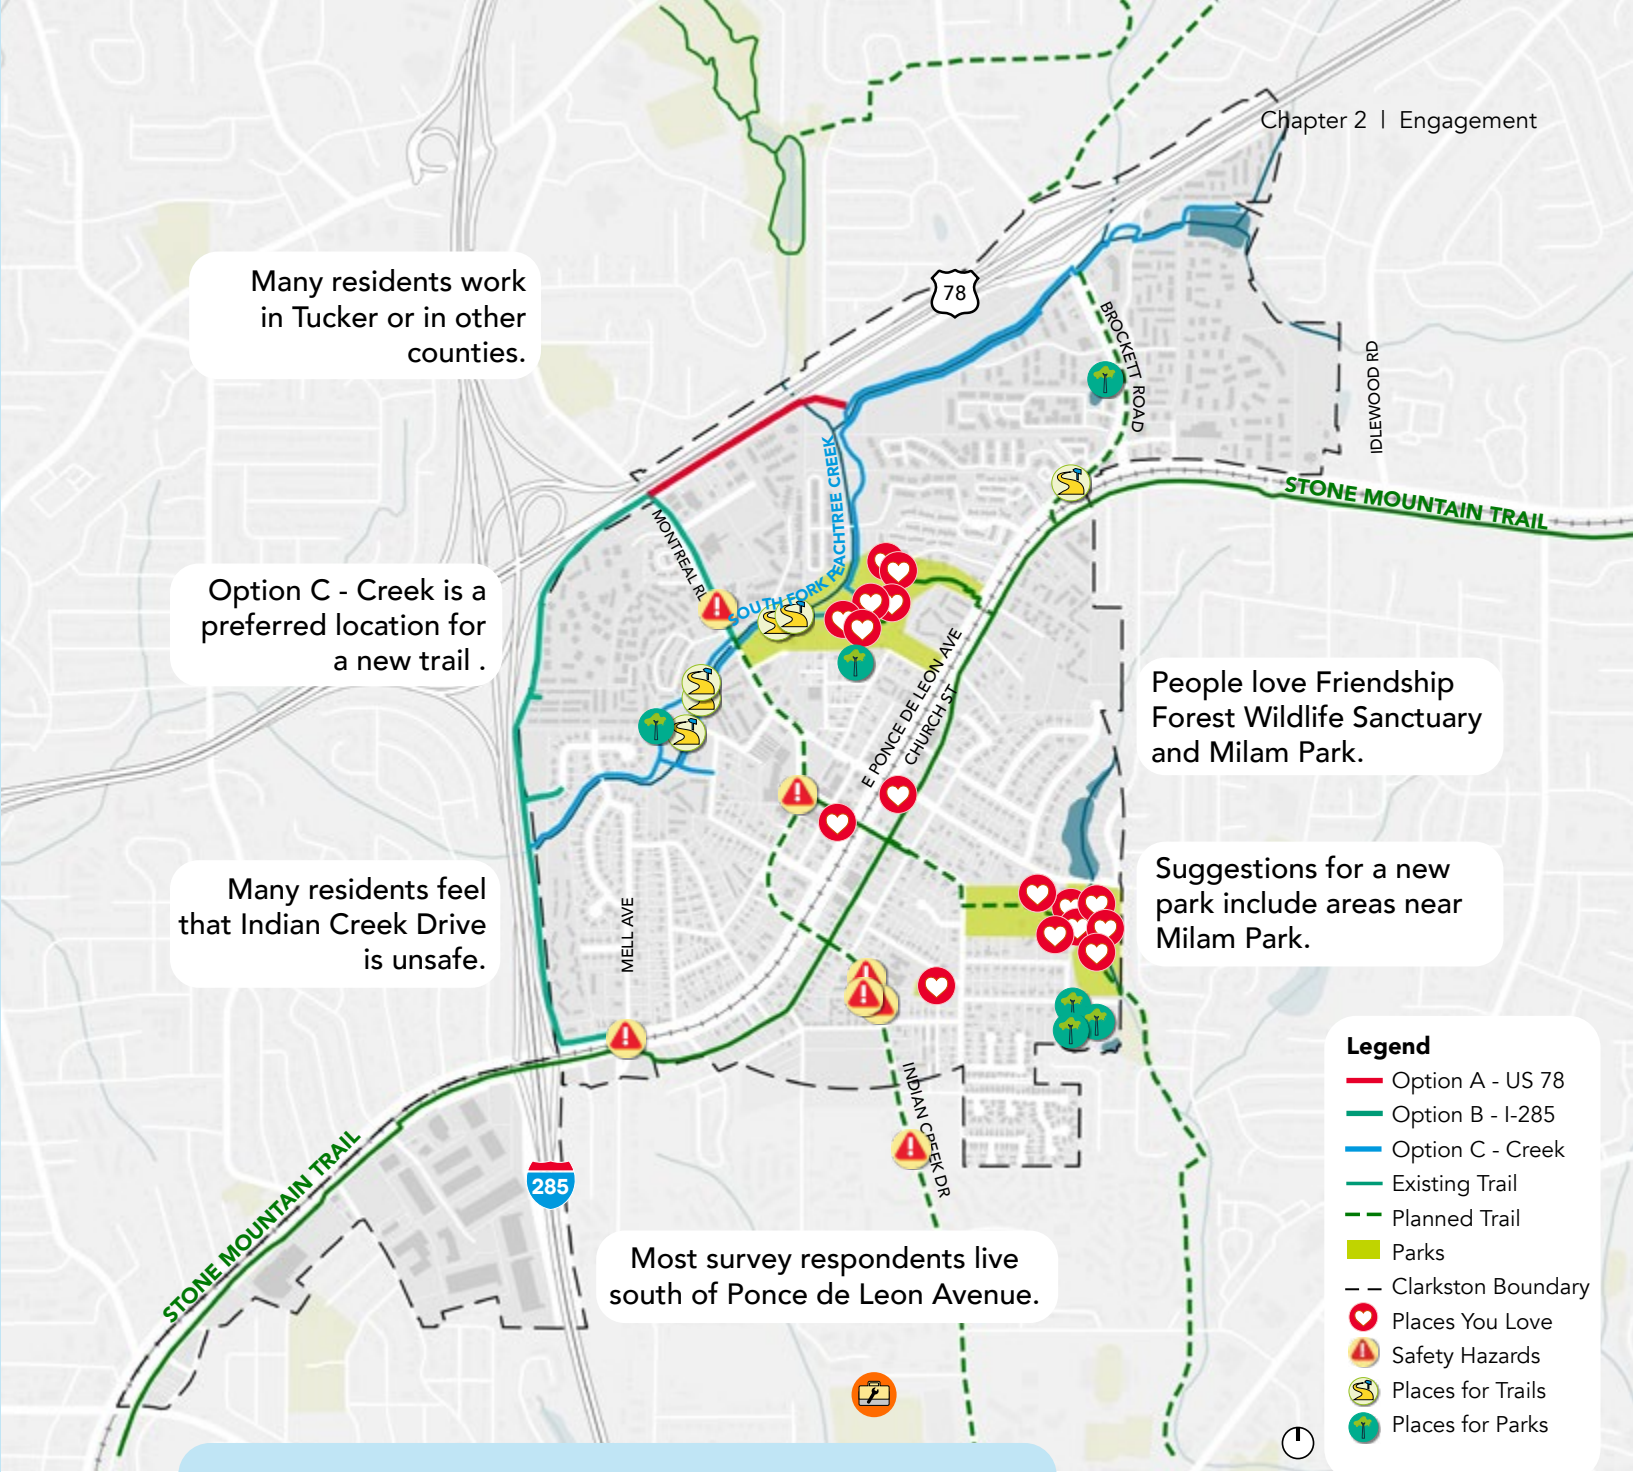 Chapter 2 | Engagement
78
Many residents work
in Tucker or in other
counties.
BROCKETT ROAD
IDLEWOOD RD
STONE MOUNTAIN TRAIL
MONTREAL
SOUTH FORK PEACHTREE CREEK
Option C - Creek is a
preferred location for
a new trail .
E PONCE DE LEON AVE
CHURCH ST
People love Friendship
Forest Wildlife Sanctuary
and Milam Park.
Many residents feel
that Indian Creek Drive
is unsafe.
MELL AVE
Suggestions for a new
park include areas near
Milam Park.
INDIAN CREEK DR
STONE MOUNTAIN TRAIL
285
Most survey respondents live
south of Ponce de Leon Avenue.
Legend
Option A - US 78
Option B - I-285
Option C - Creek
Existing Trail
Planned Trail
Parks
Clarkston Boundary
Places You Love
Safety Hazards
Places for Trails
Places for Parks